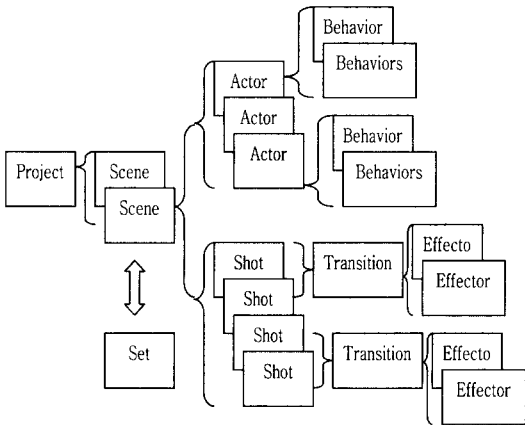 Project
Scene
Scene
Set
Actor
Actor
Actor
Behavior
Behaviors
Behavior
Behaviors
Shot
Shot
Shot
Shot
Transition
Transition
Effecto
Effector
Effecto
Effector